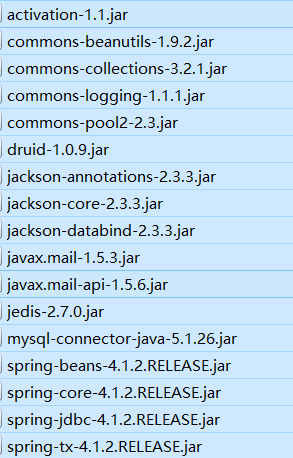 activation-1.1.jar
commons-beanutils-1.9.2.jar
commons-collections-3.2.1.jar
commons-logging-1.1.1.jar
commons-pool2-2.3.jar
druid-1.0.9.jar
jackson-annotations-2.3.3.jar
jackson-core-2.3.3.jar
jackson-databind-2.3.3.jar
javax.mail-1.5.3.jar
javax.mail-api-1.5.6.jar
jedis-2.7.0.jar
mysql-connector-java-5.1.26.jar
spring-beans-4.1.2.RELEASE.jar
spring-core-4.1.2.RELEASE.jar
spring-jdbc-4.1.2.RELEASE.jar
spring-tx-4.1.2.RELEASE.jar